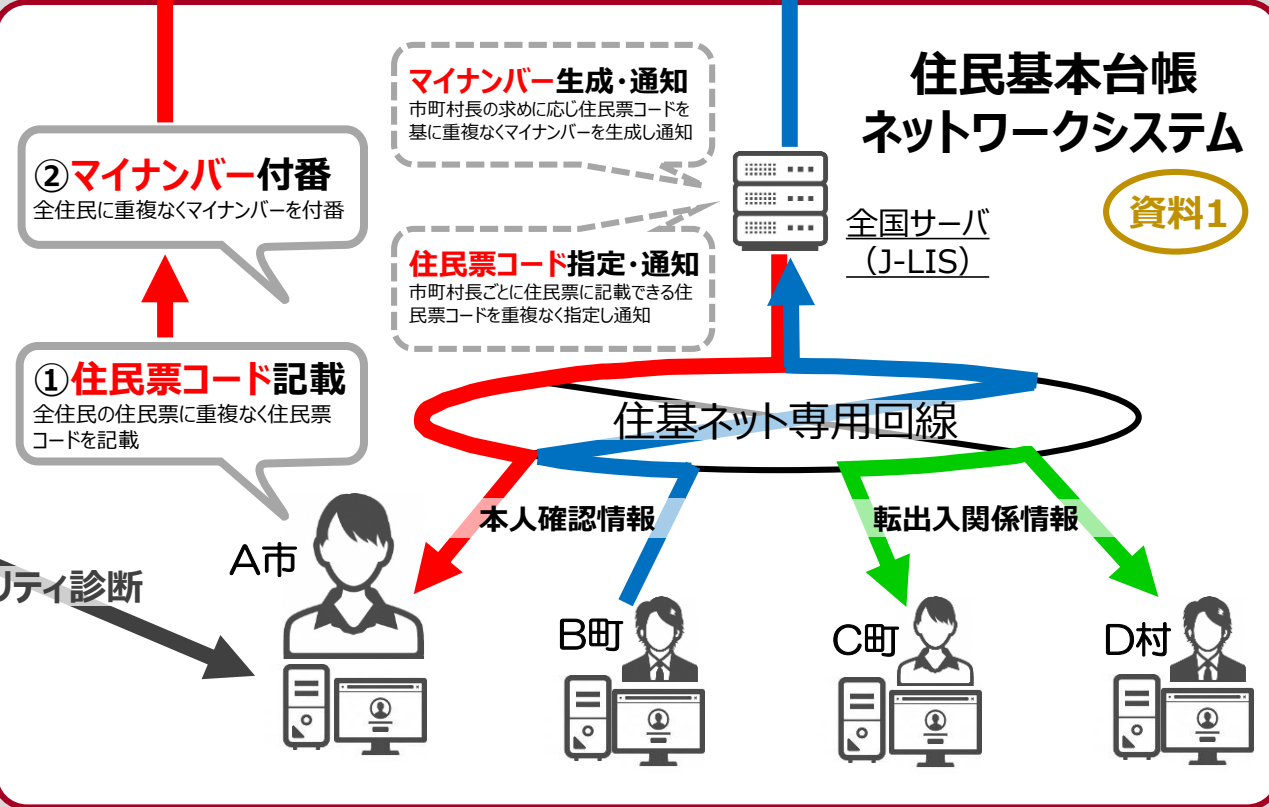 住民基本台帳
ネットワークシステム
資料1
マイナンバー生成・通知
市町村長の求めに応じ住民票コードを
基に重複なくマイナンバーを生成し通知
②マイナンバー付番
全住民に重複なくマイナンバーを付番
全国サーバ
（J-LIS）
住民票コード指定・通知
市町村長ごとに住民票に記載できる住
民票コードを重複なく指定し通知
①住民票コード記載
全住民の住民票に重複なく住民票
コードを記載
住基ネット専用回線
本人確認情報
転出入関係情報
A市
リティ診断
B町
C町
D村